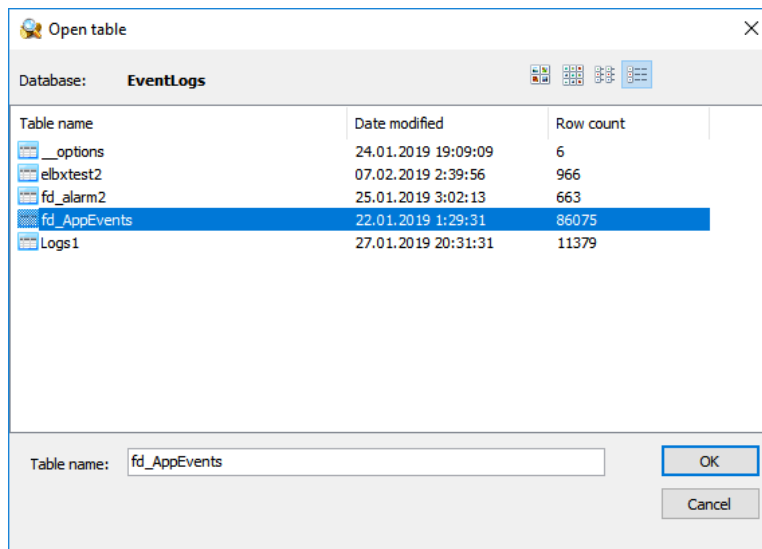 Open table
Database: EventLogs
Table name Date modified Row count
__options 24.01.2019 19:09:09 6
elbxtest2 07.02.2019 2:39:56 966
fd_alarm2 25.01.2019 3:02:13 663
fd_AppEvents 22.01.2019 1:29:31 86075
Logs1 27.01.2019 20:31:31 11379
Table name: fd_AppEvents OK
Cancel